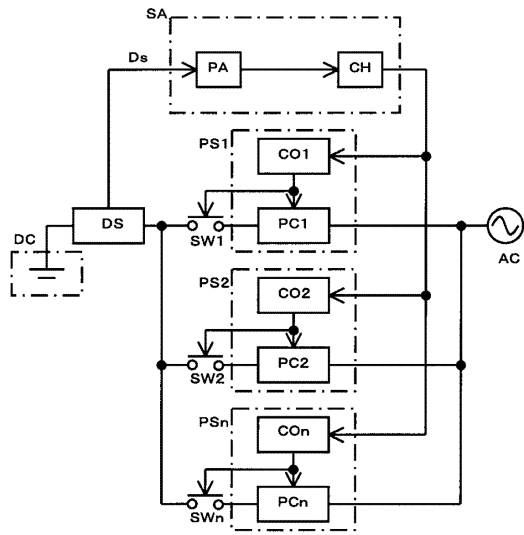 SA
Ds
PA
CH
PS1
CO1
DS
PC1
SW1
DC
AC
PS2
CO2
PC2
SW2
PSn
COn
PCn
SWn